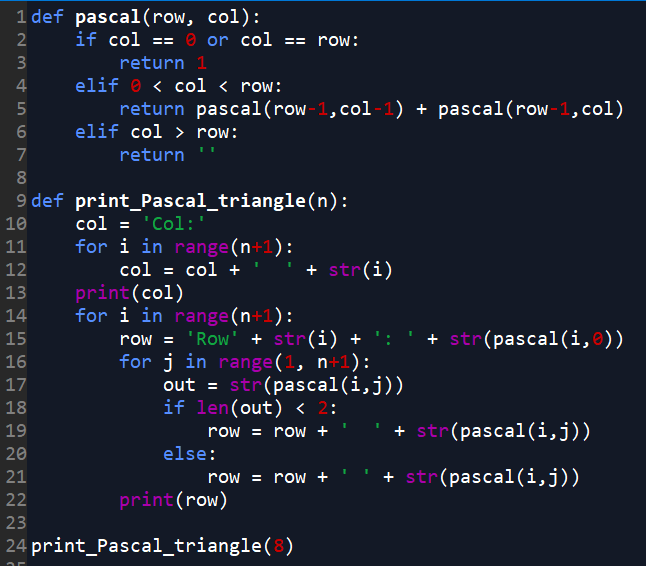 1 def pascal(row, col):
2     if col == 0 or col == row:
3         return 1
4     elif 0 < col < row:
5         return pascal(row-1,col-1) + pascal(row-1,col)
6     elif col > row:
7         return ''
8
9 def print_Pascal_triangle(n):
10     col = 'Col:'
11     for i in range(n+1):
12         col = col + '  ' + str(i)
13     print(col)
14     for i in range(n+1):
15         row = 'Row' + str(i) + ': ' + str(pascal(i,0))
16         for j in range(1, n+1):
17             out = str(pascal(i,j))
18             if len(out) < 2:
19                 row = row + '  ' + str(pascal(i,j))
20             else:
21                 row = row + ' ' + str(pascal(i,j))
22         print(row)
23
24 print_Pascal_triangle(8)